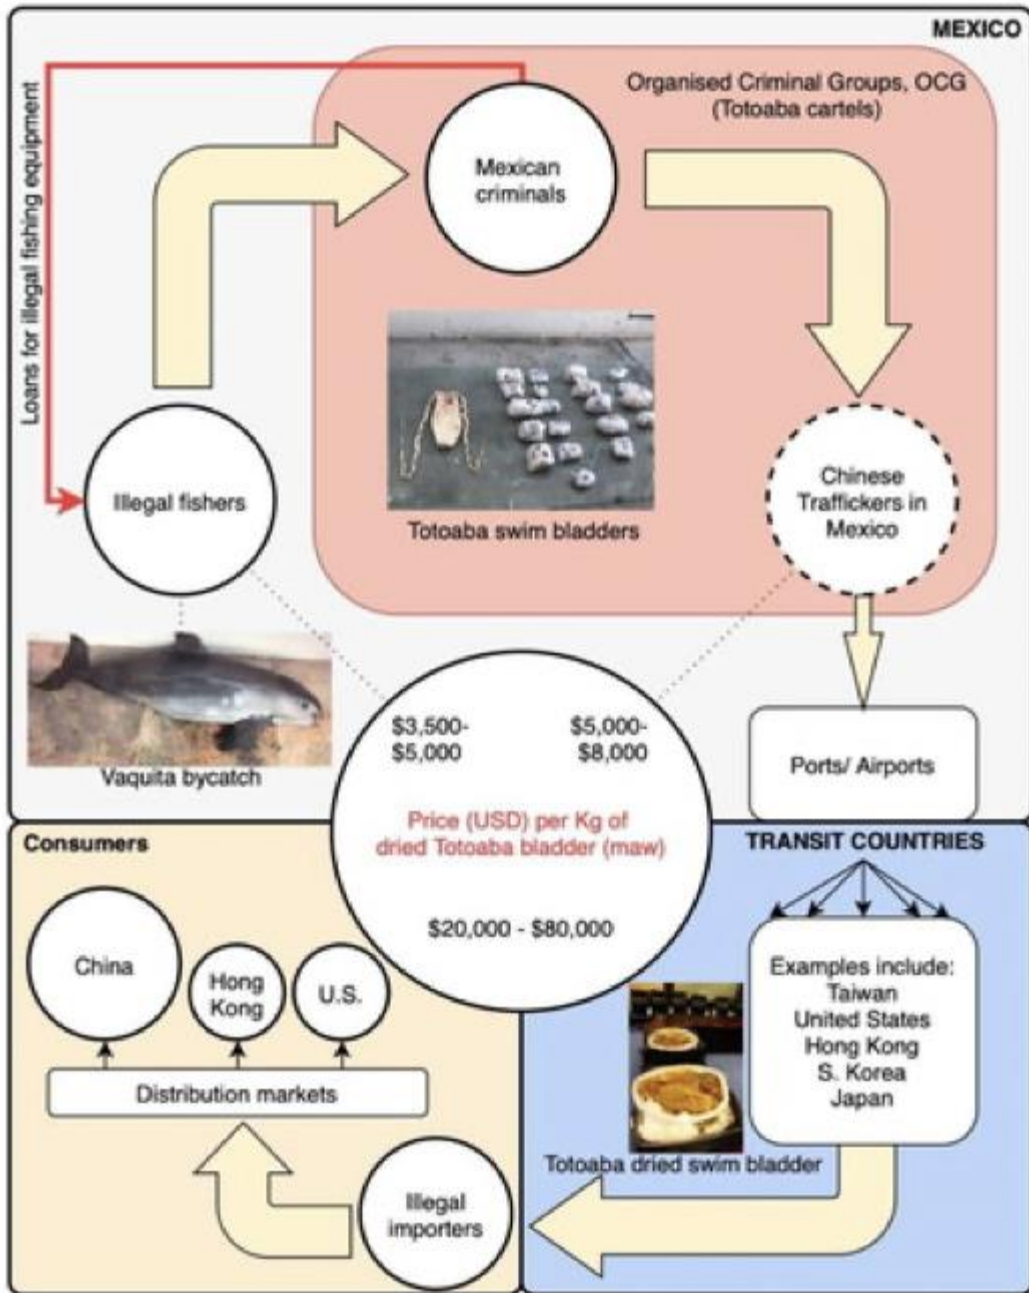 MEXICO
Organised Criminal Groups, OCG
(Totoaba cartels)
Loans for illegal fishing equipment
Mexican
criminals
Illegal fishers
Totoaba swim bladders
Chinese
Traffickers in
Mexico
Vaquita bycatch
Ports/ Airports
$3,500-
$5,000
$5,000-
$8,000
Price (USD) per Kg of
dried Totoaba bladder (maw)
$20,000 - $80,000
Consumers
China
Hong
Kong
U.S.
Distribution markets
Illegal
importers
TRANSIT COUNTRIES
Examples include:
Taiwan
United States
Hong Kong
S. Korea
Japan
Totoaba dried swim bladder